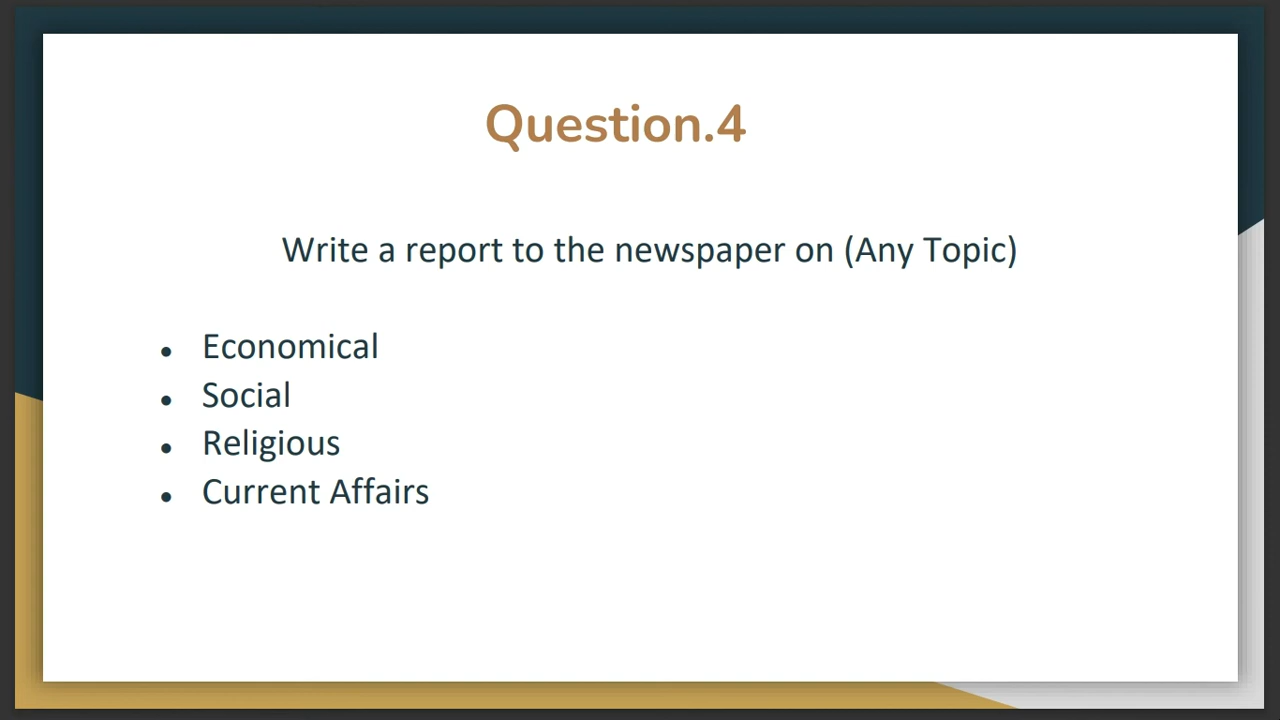 Question.4
Write a report to the newspaper on (Any Topic)
• Economical
• Social
• Religious
• Current Affairs